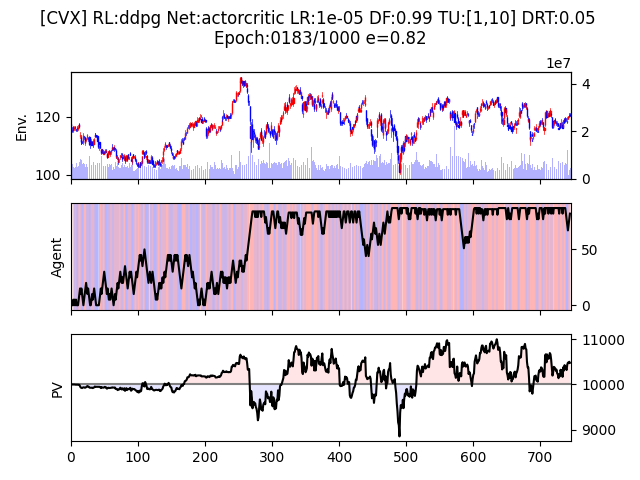 [CVX] RL:ddpg Net:actorcritic LR:1e-05 DF:0.99 TU:[1,10] DRT:0.05
Epoch:0183/1000 e=0.82
1e7
Env.
120
100
4
2
0
Agent
50
0
PV
11000
10000
9000
0 100 200 300 400 500 600 700